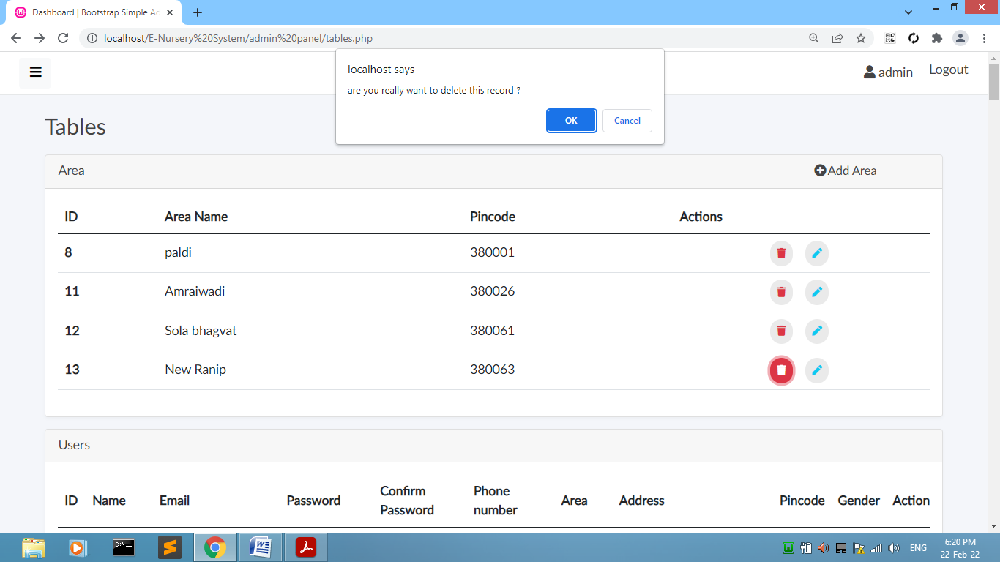 Dashboard | Bootstrap Simple Ad
localhost/E-Nursery%20System/admin%20panel/tables.php
localhost says
are you really want to delete this record ?
OK Cancel
admin Logout
Tables
Area Add Area
ID Area Name Pincode Actions
8 paldi 380001
11 Amraiwadi 380026
12 Sola bhagvat 380061
13 New Ranip 380063
Users
ID Name Email Password Confirm Password Phone number Area Address Pincode Gender Action
C:\_
ENG
6:20 PM
22-Feb-22